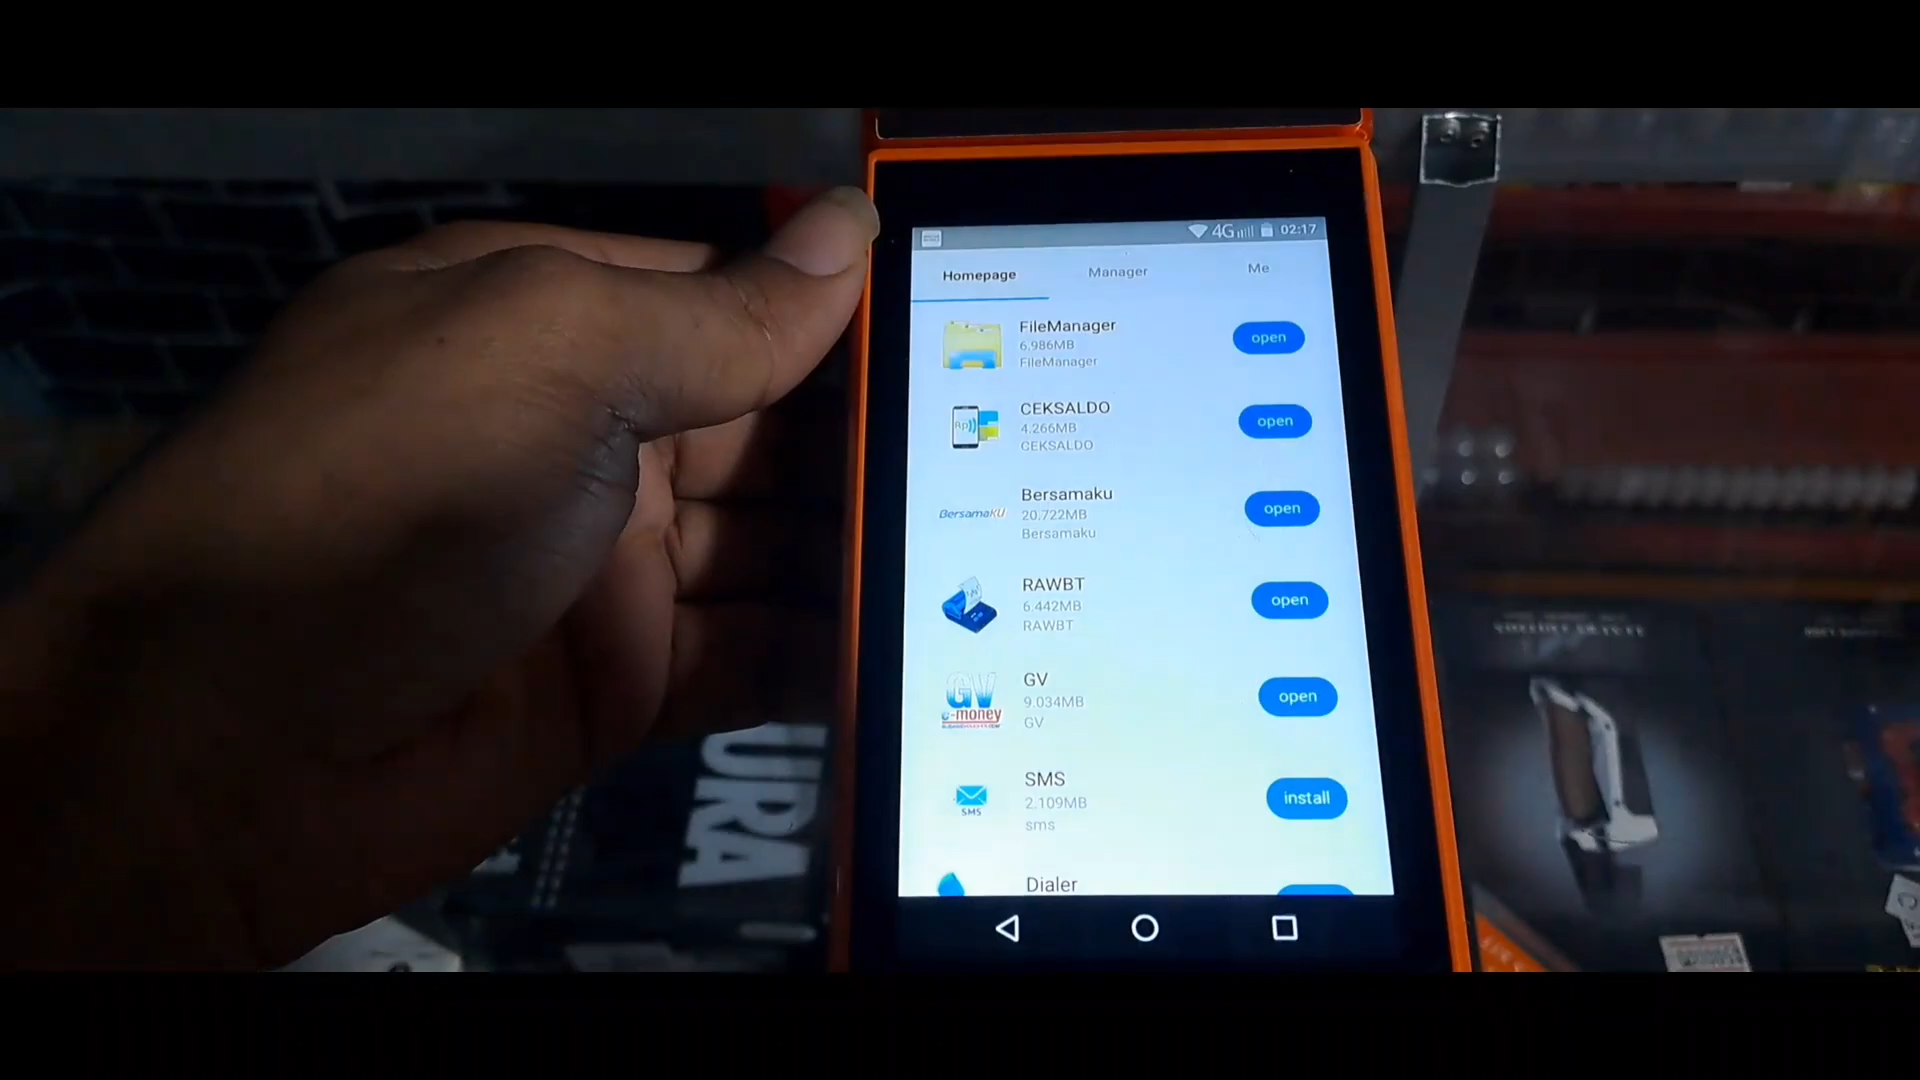 4G 02:17
Homepage Manager Me
FileManager
6.986MB
FileManager
open
CEKSALDO
4.266MB
CEKSALDO
open
Rp
Bersamaku
20.722MB
Bersamaku
open
BersamaKU
RAWBT
6.442MB
RAWBT
open
GV
9.034MB
GV
open
GV
e-money
SMS
2.109MB
sms
install
SMS
Dialer
URA